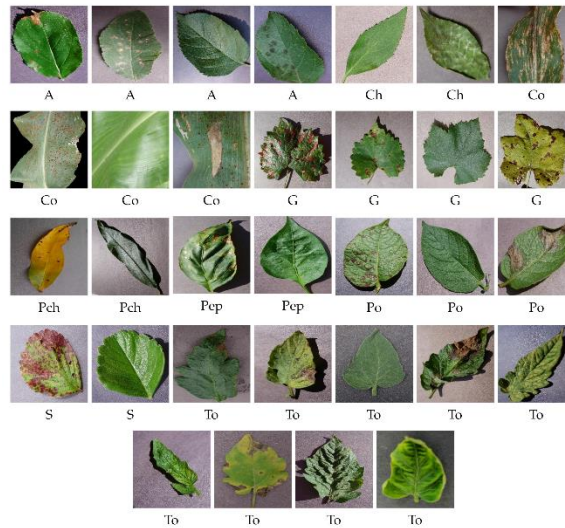 A A A A Ch Ch Co
Co Co Co G G G G
Pch Pch Pep Pep Po Po Po
S S To To To To To
To To To To